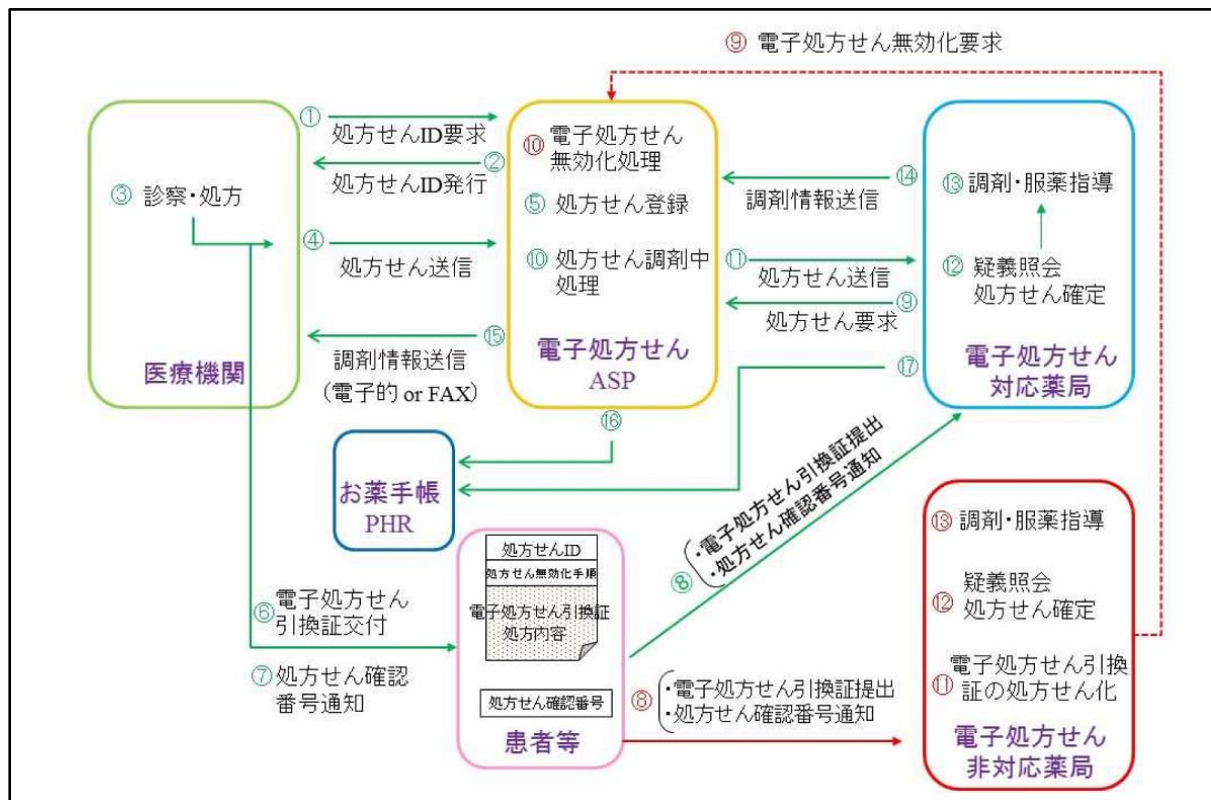 ⑨ 電子処方せん無効化要求
① 処方せんID要求
② 処方せんID発行
③ 診察・処方
④ 処方せん送信
⑮ 調剤情報送信
(電子的 or FAX)
医療機関
⑩ 電子処方せん
無効化処理
⑤ 処方せん登録
⑩ 処方せん調剤中
処理
電子処方せん
ASP
⑭ 調剤情報送信
⑪ 処方せん送信
⑨ 処方せん要求
⑰
⑬ 調剤・服薬指導
⑫ 疑義照会
処方せん確定
電子処方せん
対応薬局
⑯
お薬手帳
PHR
⑥ 電子処方せん
引換証交付
⑦ 処方せん確認
番号通知
処方せんID
処方せん無効化手順
電子処方せん引換証
処方内容
処方せん確認番号
患者等
⑧ ・電子処方せん引換証提出
・処方せん確認番号通知
⑧ ・電子処方せん引換証提出
・処方せん確認番号通知
⑬ 調剤・服薬指導
⑫ 疑義照会
処方せん確定
⑪ 電子処方せん引換
証の処方せん化
電子処方せん
非対応薬局